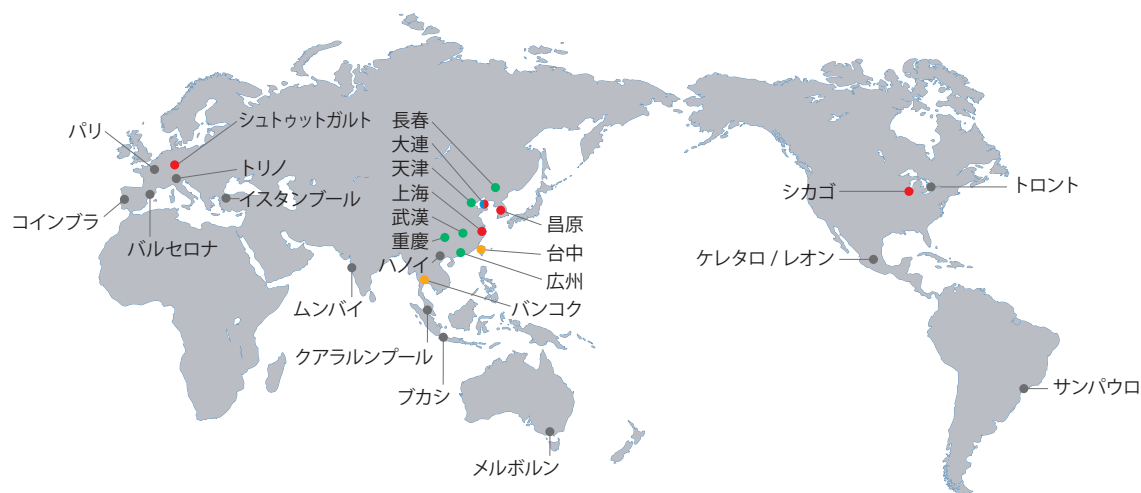 パリ
シュトゥットガルト
トリノ
イスタンブール
コインブラ
バルセロナ
長春
大連
天津
上海
武漢
重慶
ハノイ
昌原
台中
広州
バンコク
ムンバイ
クアラルンプール
ブカシ
メルボルン
シカゴ
トロント
ケレタロ / レオン
サンパウロ